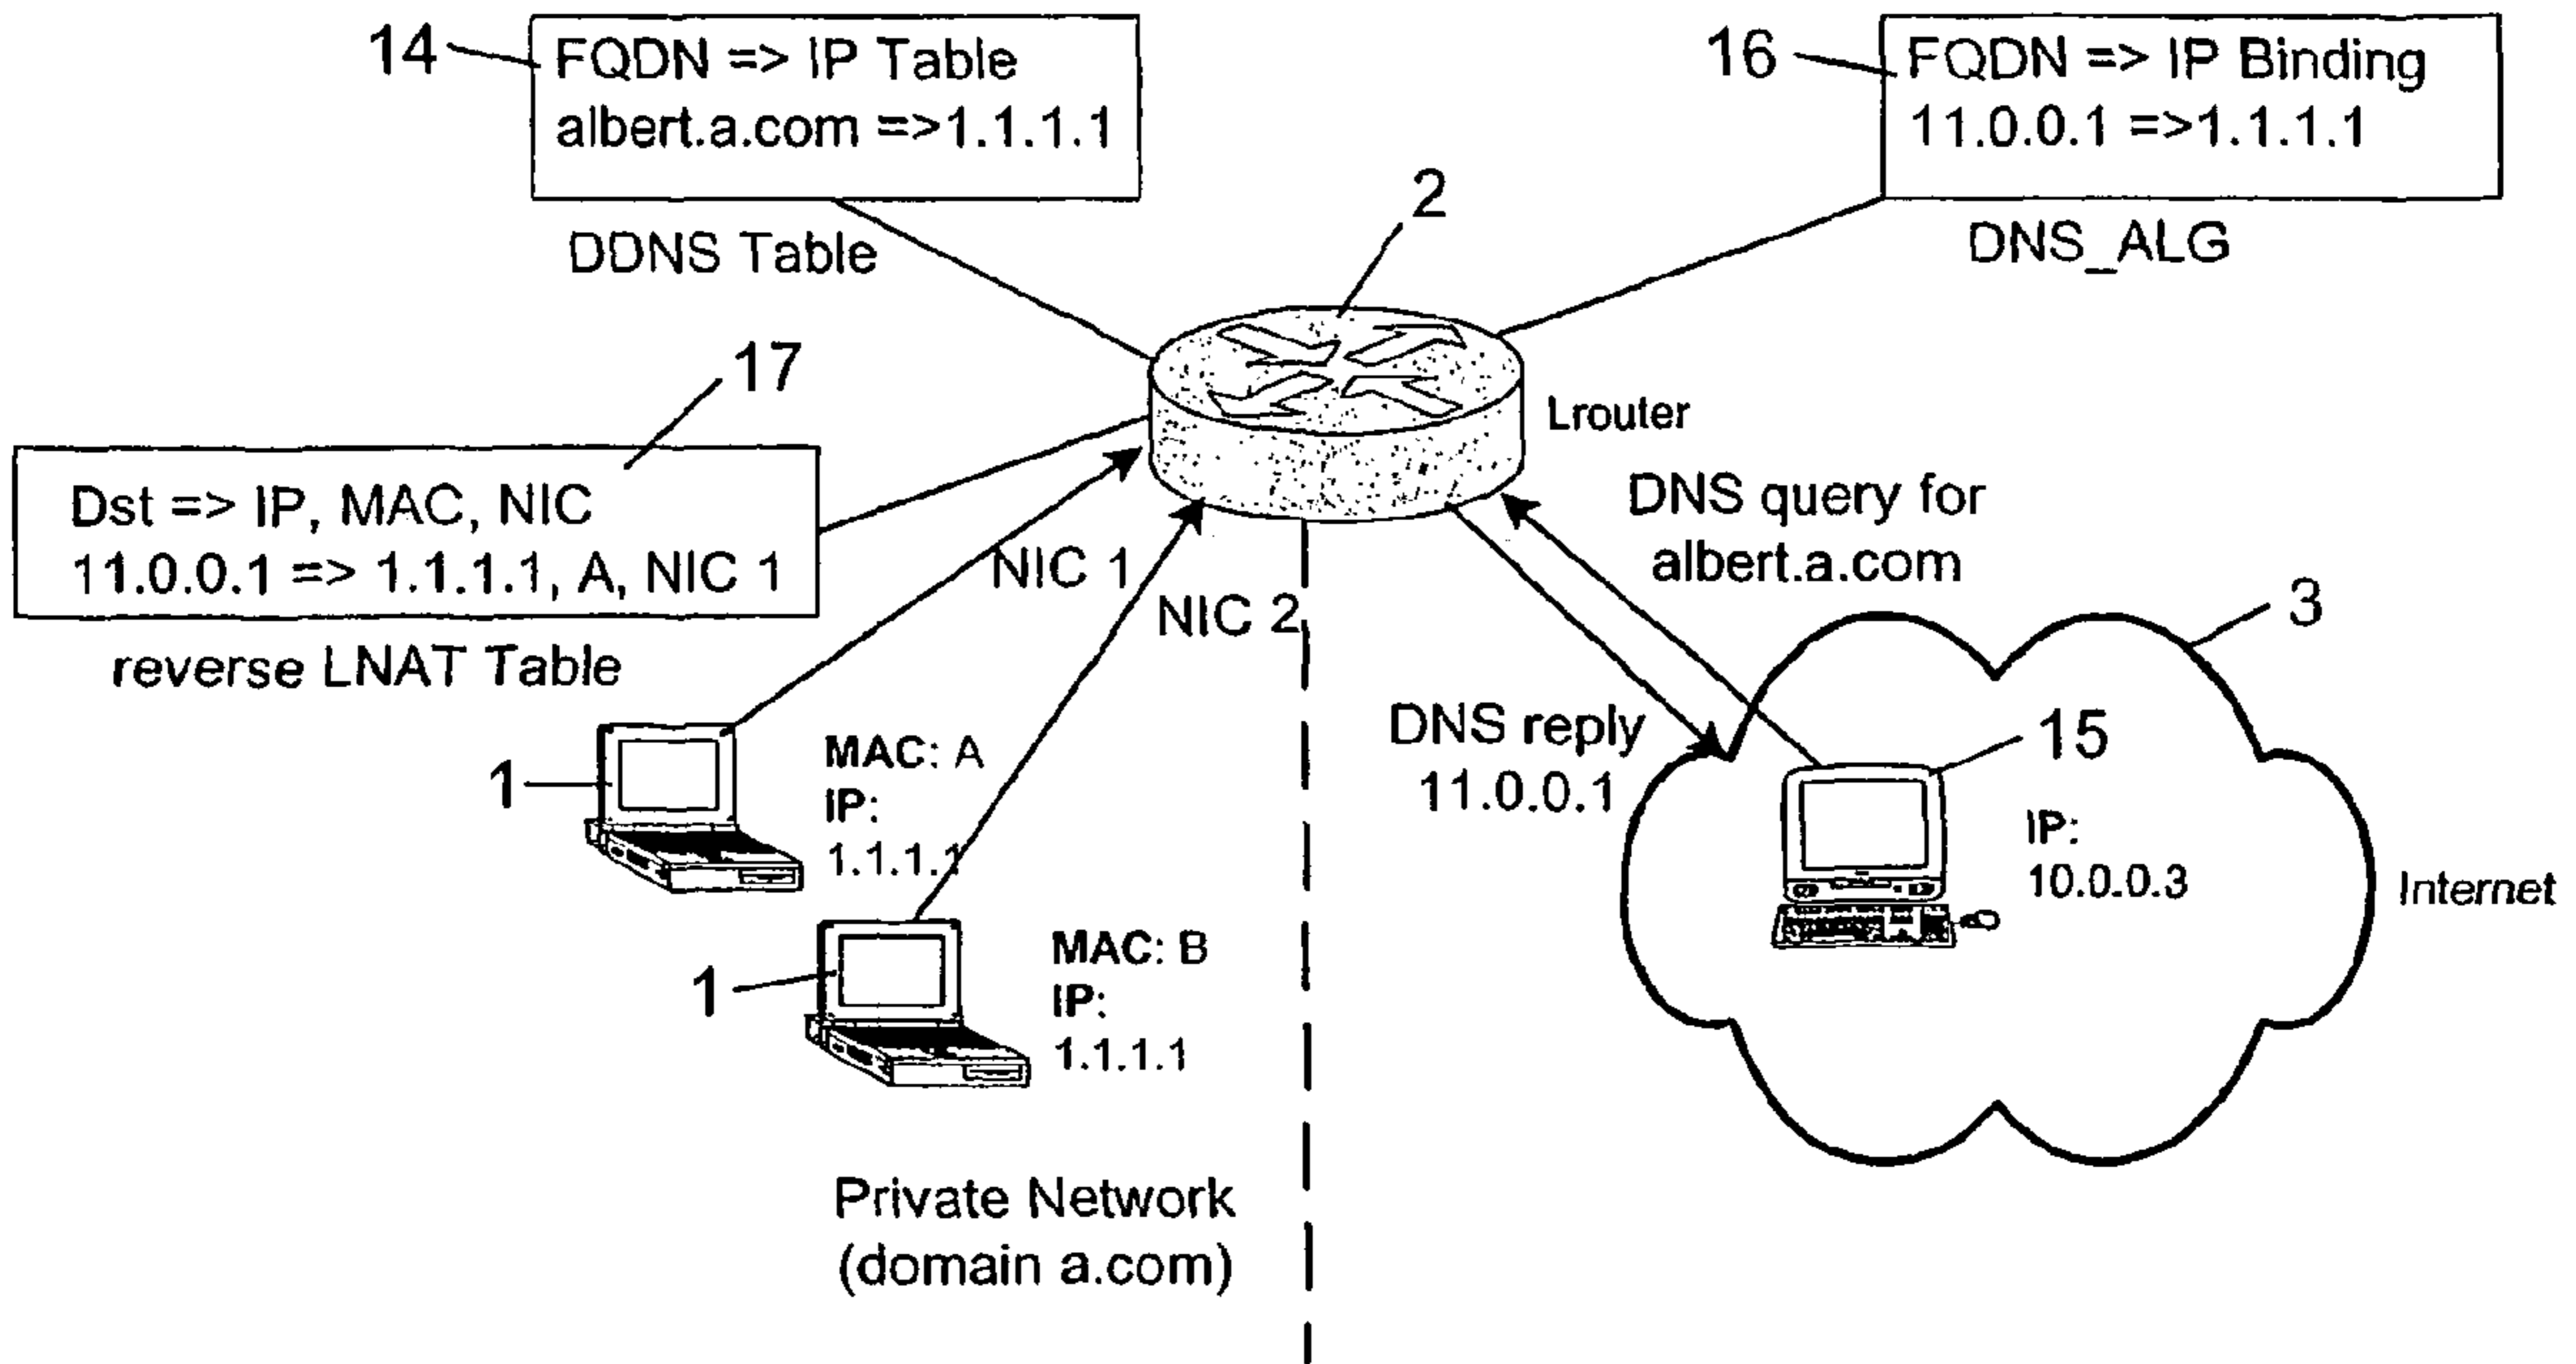 14
FQDN => IP Table
albert.a.com =>1.1.1.1
DDNS Table
16
FQDN => IP Binding
11.0.0.1 =>1.1.1.1
DNS_ALG
2
Lrouter
17
Dst => IP, MAC, NIC
11.0.0.1 => 1.1.1.1, A, NIC 1
reverse LNAT Table
NIC 1
NIC 2
DNS query for
albert.a.com
3
DNS reply
11.0.0.1
15
IP:
10.0.0.3
Internet
1
MAC: A
IP:
1.1.1.1
1
MAC: B
IP:
1.1.1.1
Private Network
(domain a.com)